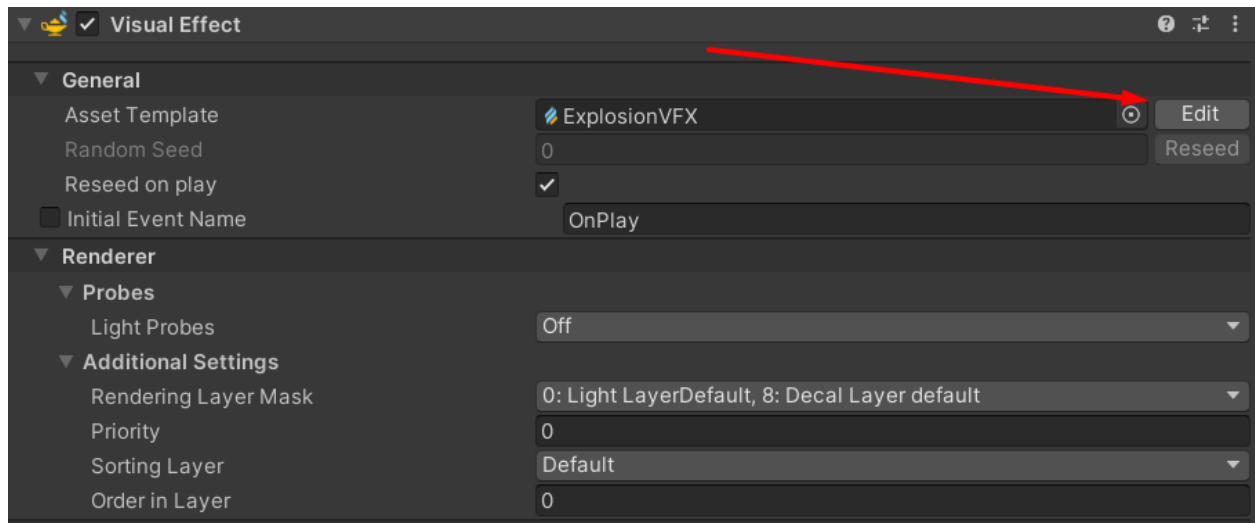 Visual Effect
General
Asset Template ExplosionVFX Edit
Random Seed 0 Reseed
Reseed on play
Initial Event Name OnPlay
Renderer
Probes
Light Probes Off
Additional Settings
Rendering Layer Mask 0: Light LayerDefault, 8: Decal Layer default
Priority 0
Sorting Layer Default
Order in Layer 0